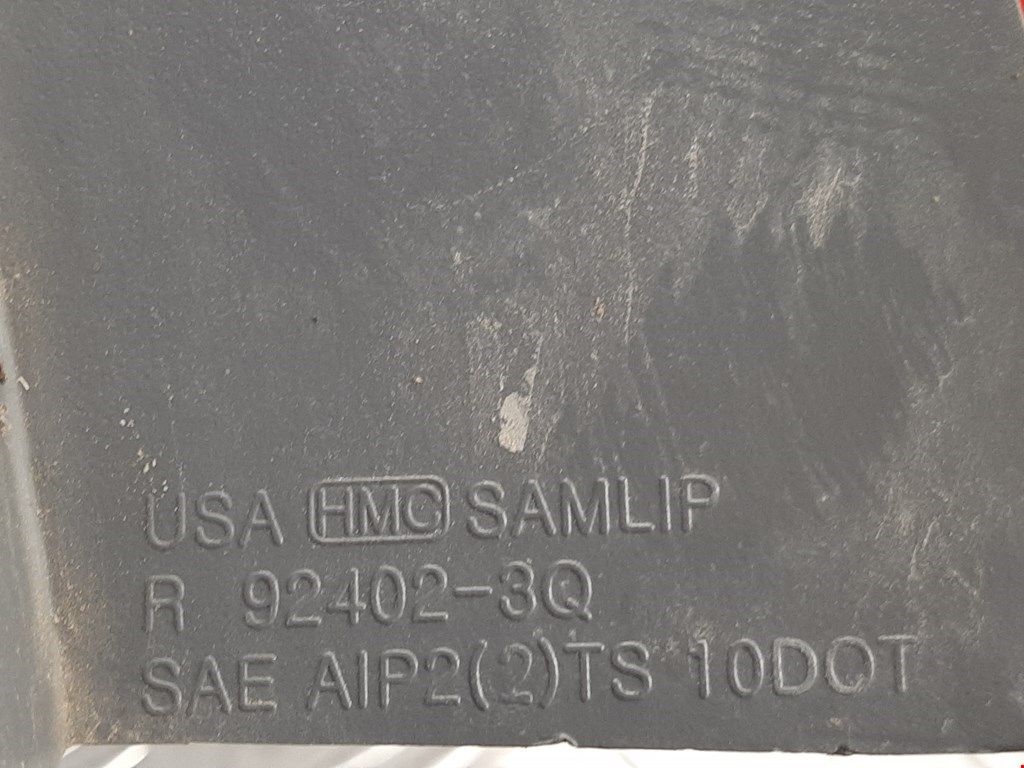 USA HMC SAMLIP
R 92402-3Q
SAE AIP2(2)TS 10DOT